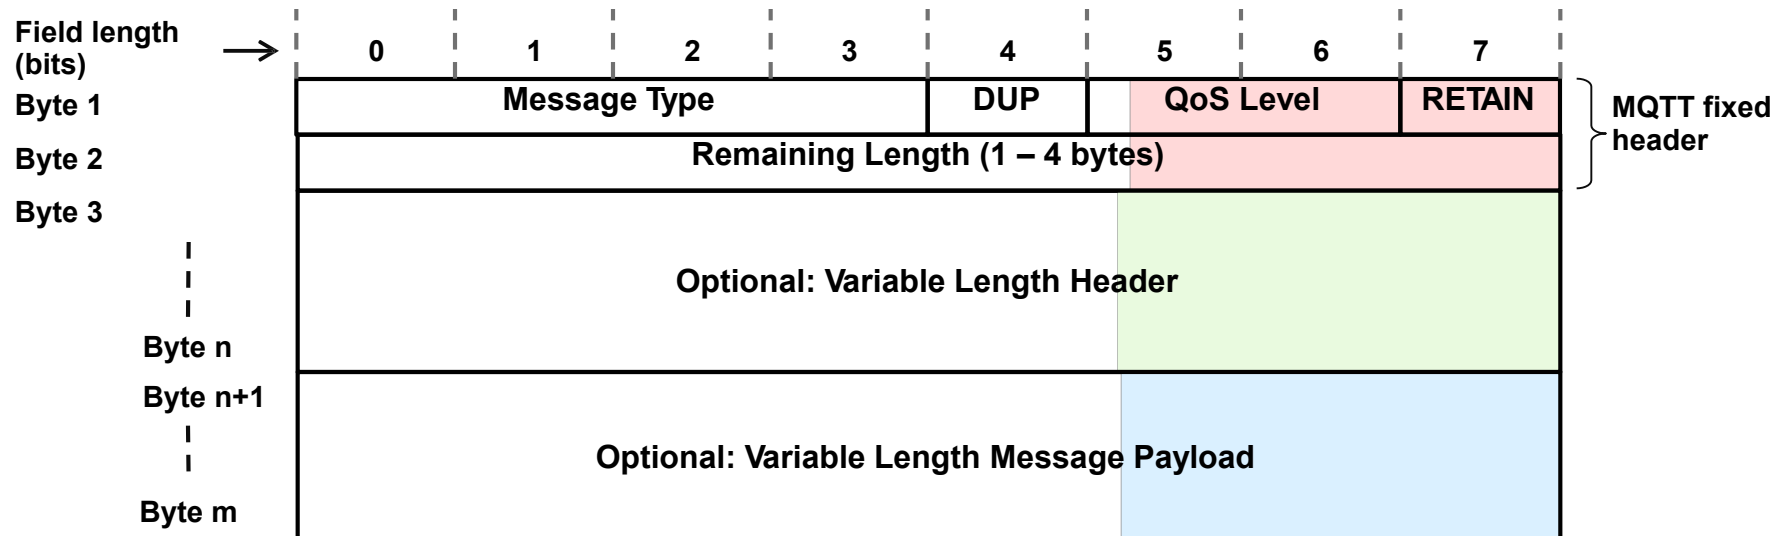 Field length
(bits)
0 1 2 3 4 5 6 7
Byte 1
Message Type DUP QoS Level RETAIN
MQTT fixed
header
Byte 2
Remaining Length (1 – 4 bytes)
Byte 3
Optional: Variable Length Header
Byte n
Byte n+1
Optional: Variable Length Message Payload
Byte m